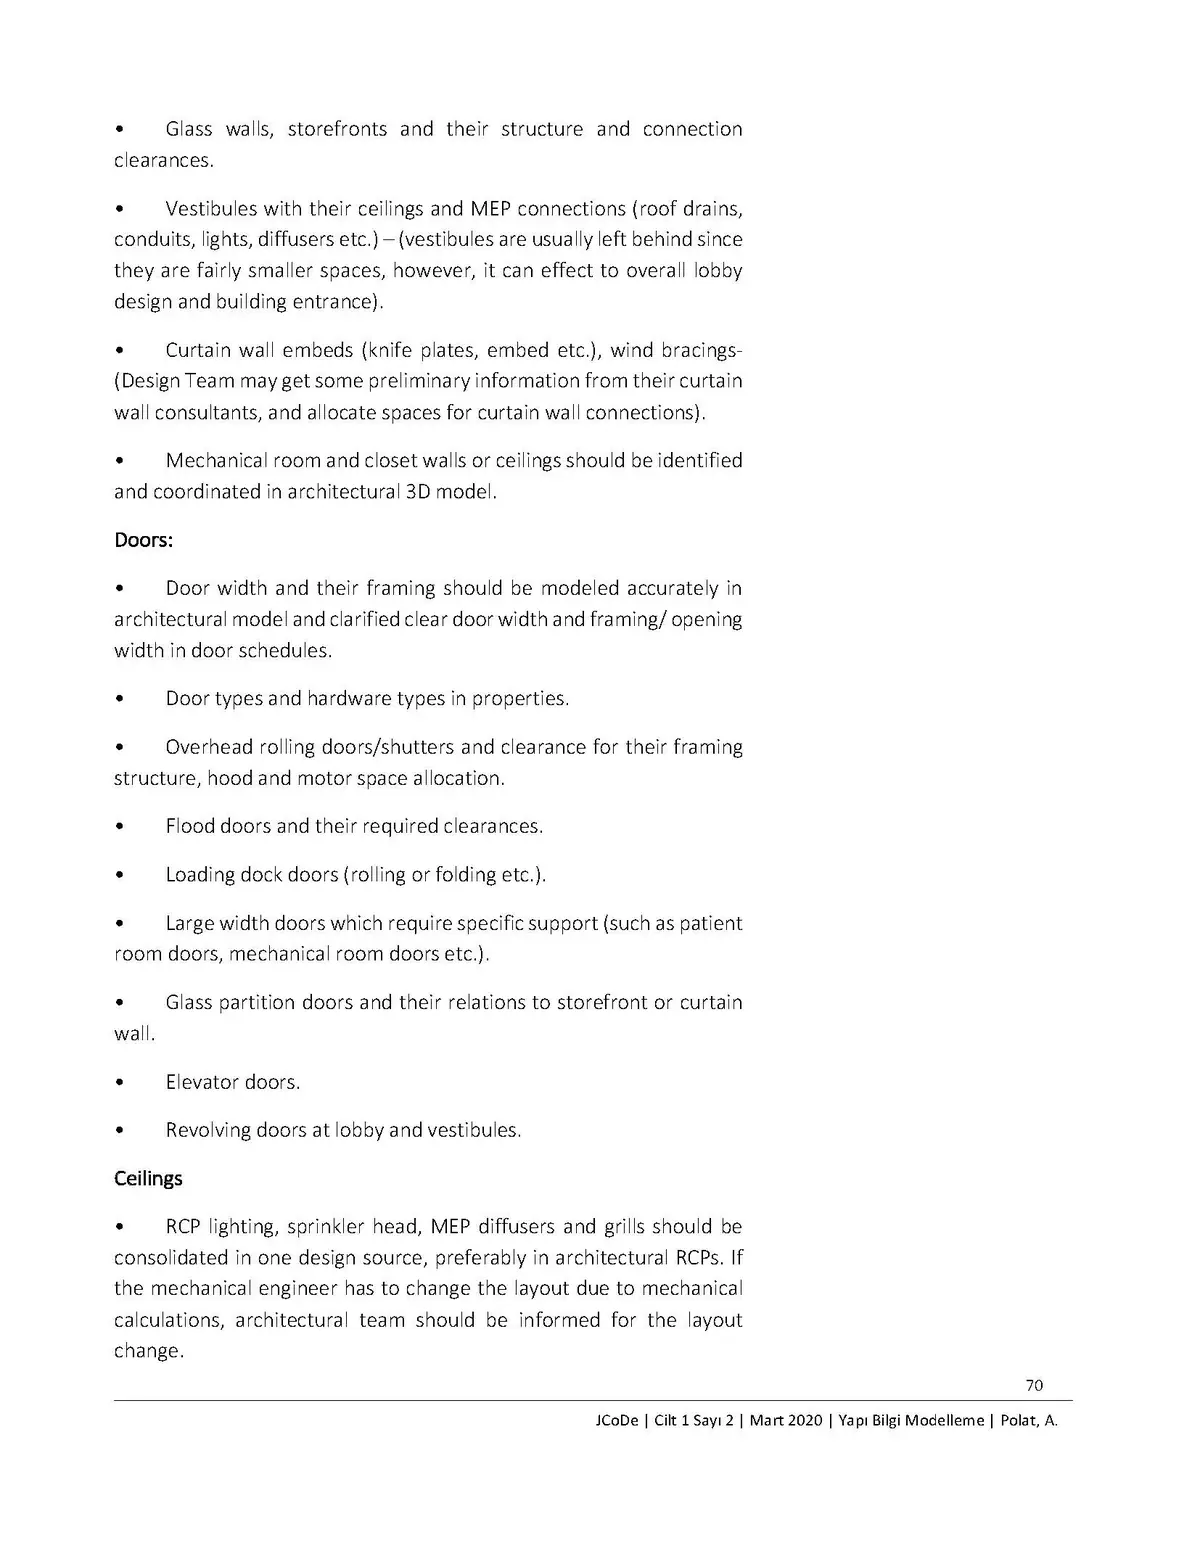 • Glass walls, storefronts and their structure and connection
clearances.
• Vestibules with their ceilings and MEP connections (roof drains,
conduits, lights, diffusers etc.) – (vestibules are usually left behind since
they are fairly smaller spaces, however, it can effect to overall lobby
design and building entrance).
• Curtain wall embeds (knife plates, embed etc.), wind bracings-
(Design Team may get some preliminary information from their curtain
wall consultants, and allocate spaces for curtain wall connections).
• Mechanical room and closet walls or ceilings should be identified
and coordinated in architectural 3D model.
Doors:
• Door width and their framing should be modeled accurately in
architectural model and clarified clear door width and framing/ opening
width in door schedules.
• Door types and hardware types in properties.
• Overhead rolling doors/shutters and clearance for their framing
structure, hood and motor space allocation.
• Flood doors and their required clearances.
• Loading dock doors (rolling or folding etc.).
• Large width doors which require specific support (such as patient
room doors, mechanical room doors etc.).
• Glass partition doors and their relations to storefront or curtain
wall.
• Elevator doors.
• Revolving doors at lobby and vestibules.
Ceilings
• RCP lighting, sprinkler head, MEP diffusers and grills should be
consolidated in one design source, preferably in architectural RCPs. If
the mechanical engineer has to change the layout due to mechanical
calculations, architectural team should be informed for the layout
change.
70
JCoDe | Cilt 1 Sayı 2 | Mart 2020 | Yapı Bilgi Modelleme | Polat, A.